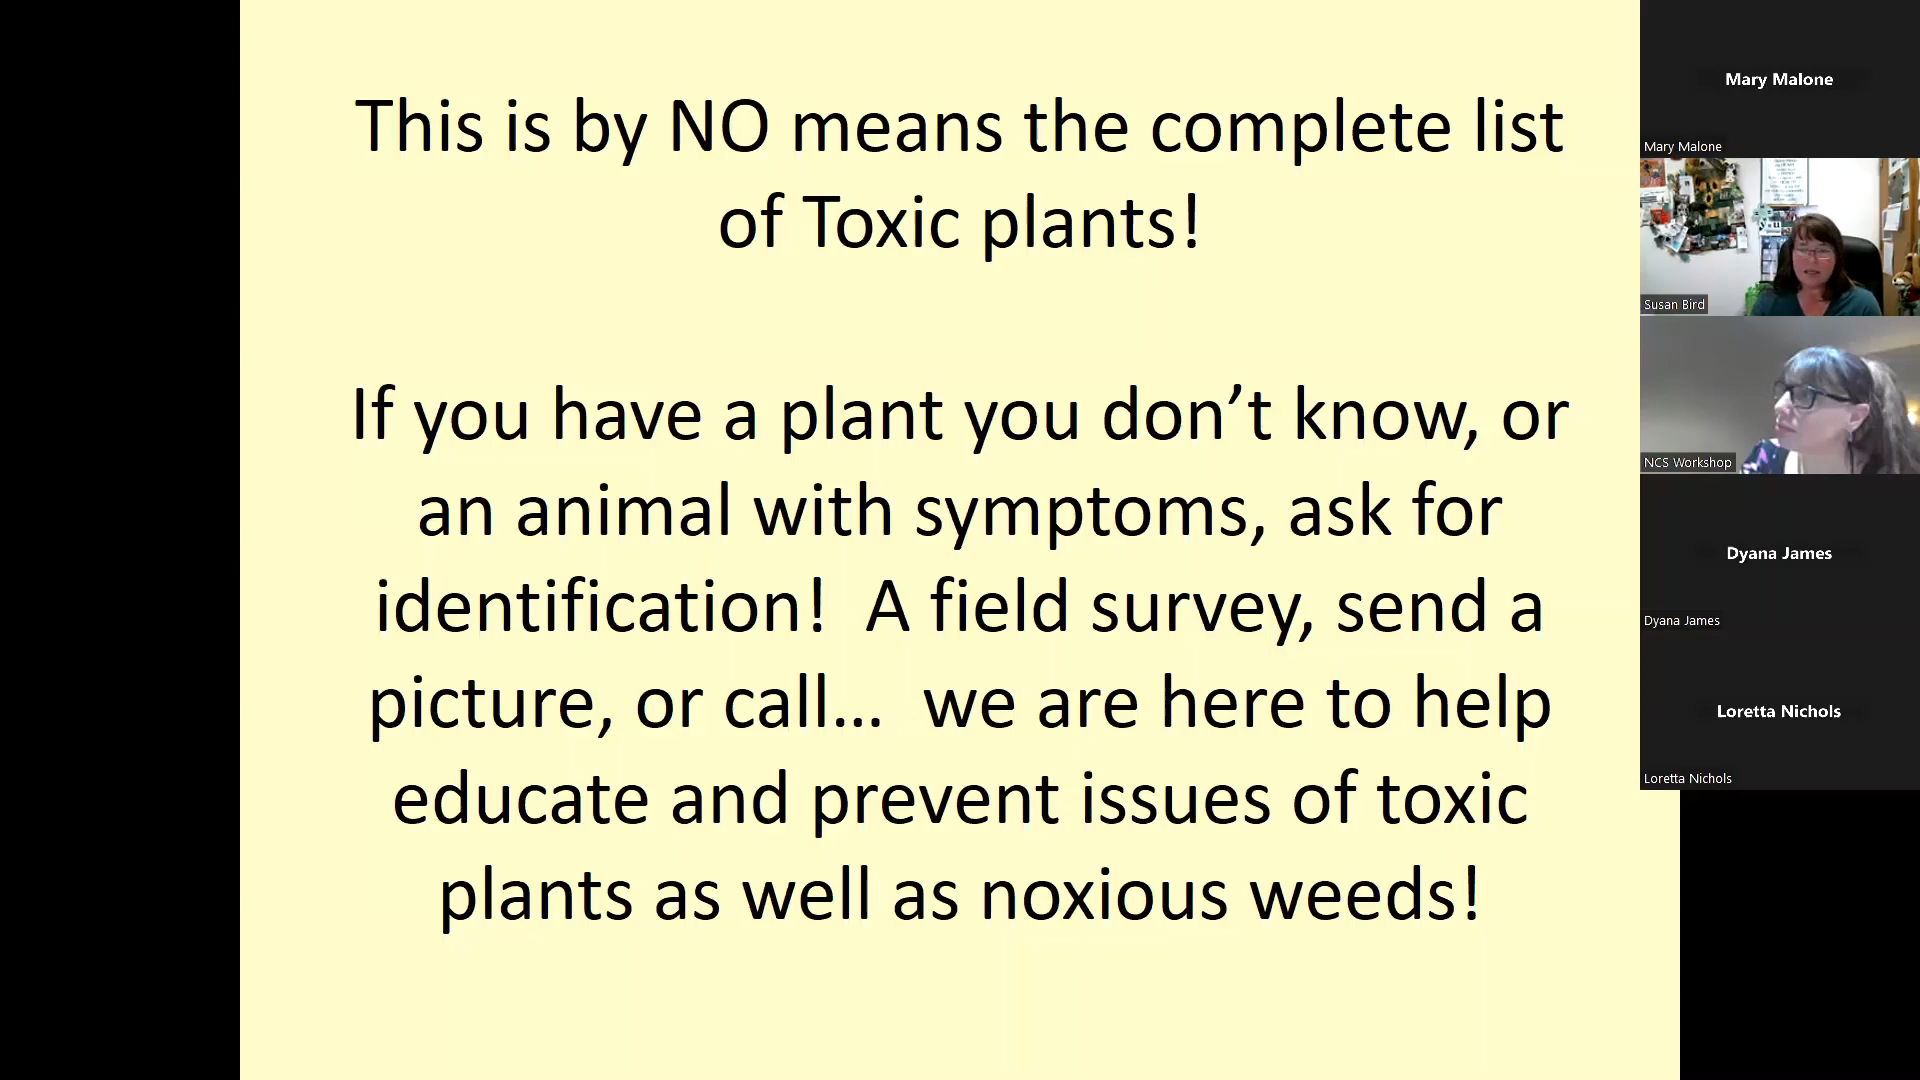 This is by NO means the complete list
of Toxic plants!
If you have a plant you don’t know, or
an animal with symptoms, ask for
identification!  A field survey, send a
picture, or call…  we are here to help
educate and prevent issues of toxic
plants as well as noxious weeds!
Mary Malone
Mary Malone
Susan Bird
NCS Workshop
Dyana James
Dyana James
Loretta Nichols
Loretta Nichols